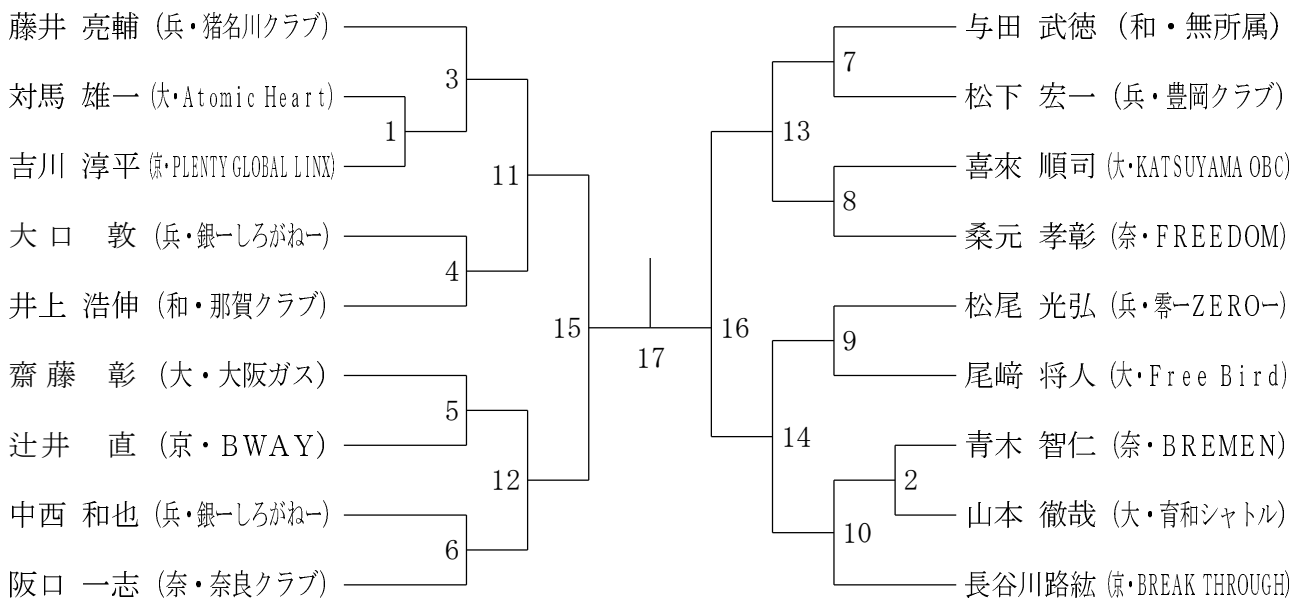 藤井 亮輔 (兵・猪名川クラブ)
対馬 雄一 (大・Atomic Heart)
吉川 淳平 (京・PLENTY GLOBAL LINX)
大口 敦 (兵・銀ーしろがねー)
井上 浩伸 (和・那賀クラブ)
齋藤 彰 (大・大阪ガス)
辻井 直 (京・BWAY)
中西 和也 (兵・銀ーしろがねー)
阪口 一志 (奈・奈良クラブ)
3
1
11
4
15
5
12
6
17
与田 武徳 (和・無所属)
松下 宏一 (兵・豊岡クラブ)
喜來 順司 (大・KATSUYAMA OBC)
桑元 孝彰 (奈・FREEDOM)
松尾 光弘 (兵・零ーZEROー)
尾﨑 将人 (大・Free Bird)
青木 智仁 (奈・BREMEN)
山本 徹哉 (大・育和シャトル)
長谷川路紘 (京・BREAK THROUGH)
7
13
8
16
9
14
2
10